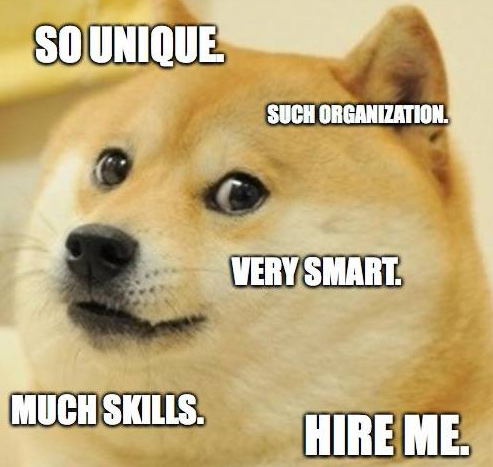 SO UNIQUE.
SUCH ORGANIZATION.
VERY SMART.
MUCH SKILLS.
HIRE ME.